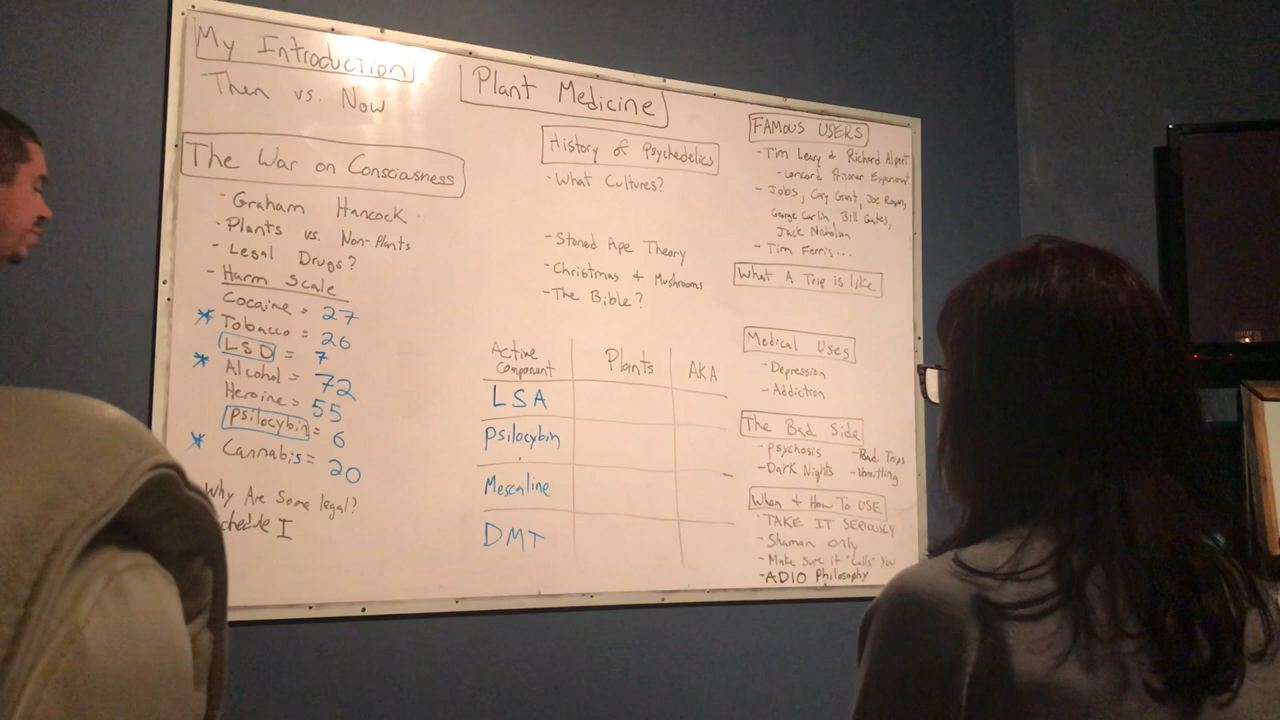 My Introduction
Then vs. Now
Plant Medicine
The War on Consciousness
- Graham Hancock
- Plants vs. Non-Plants
- Legal Drugs?
- Harm Scale
Cocaine = 27
* Tobacco = 26
LSD = 7
* Alcohol = 72
Heroine = 55
Psilocybin = 6
* Cannabis = 20
Why Are Some legal?
Schedule I
History of Psychedelics
- What Cultures?
- Stoned Ape Theory
- Christmas & Mushrooms
- The Bible?
Active Component Plants AKA
LSA
Psilocybin
Mescaline
DMT
FAMOUS USERS
- Tim Leary & Richard Alpert
- Concord Prisoner Experiment
- Jobs, Cary Grant, Joe Rogan,
George Carlin, Bill Gates,
Jack Nicholson
- Tim Ferris...
What A Trip is like
Medical Uses
- Depression
- Addiction
The Bad Side
- Psychosis - Bad Trips
- Dark Nights - Vomitting
When & How To USE
- TAKE IT SERIOUSLY
- Shaman only
- Make sure it "calls" you
- ADIO Philosophy